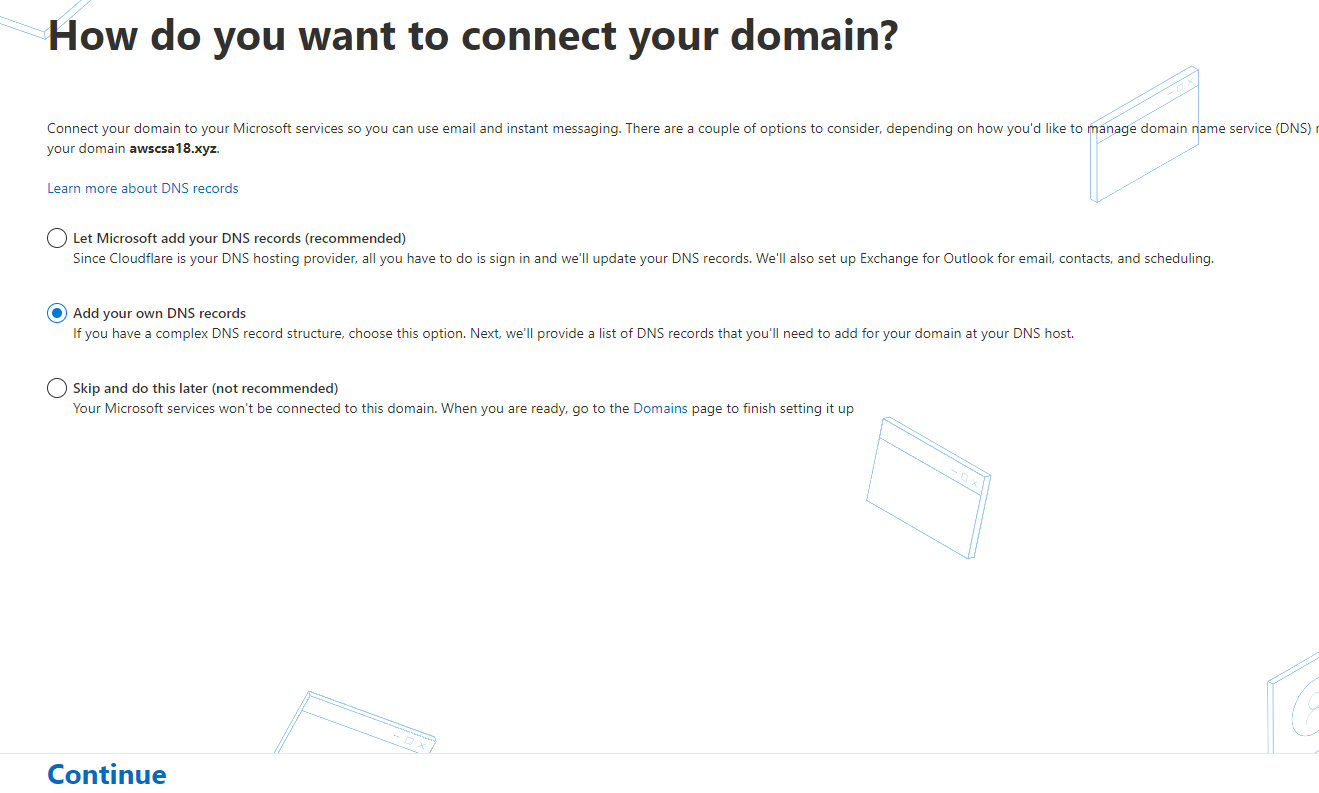 How do you want to connect your domain?
Connect your domain to your Microsoft services so you can use email and instant messaging. There are a couple of options to consider, depending on how you'd like to manage domain name service (DNS)
your domain awscsa18.xyz.
Learn more about DNS records
Let Microsoft add your DNS records (recommended)
Since Cloudflare is your DNS hosting provider, all you have to do is sign in and we'll update your DNS records. We'll also set up Exchange for Outlook for email, contacts, and scheduling.
Add your own DNS records
If you have a complex DNS record structure, choose this option. Next, we'll provide a list of DNS records that you'll need to add for your domain at your DNS host.
Skip and do this later (not recommended)
Your Microsoft services won't be connected to this domain. When you are ready, go to the Domains page to finish setting it up
Continue